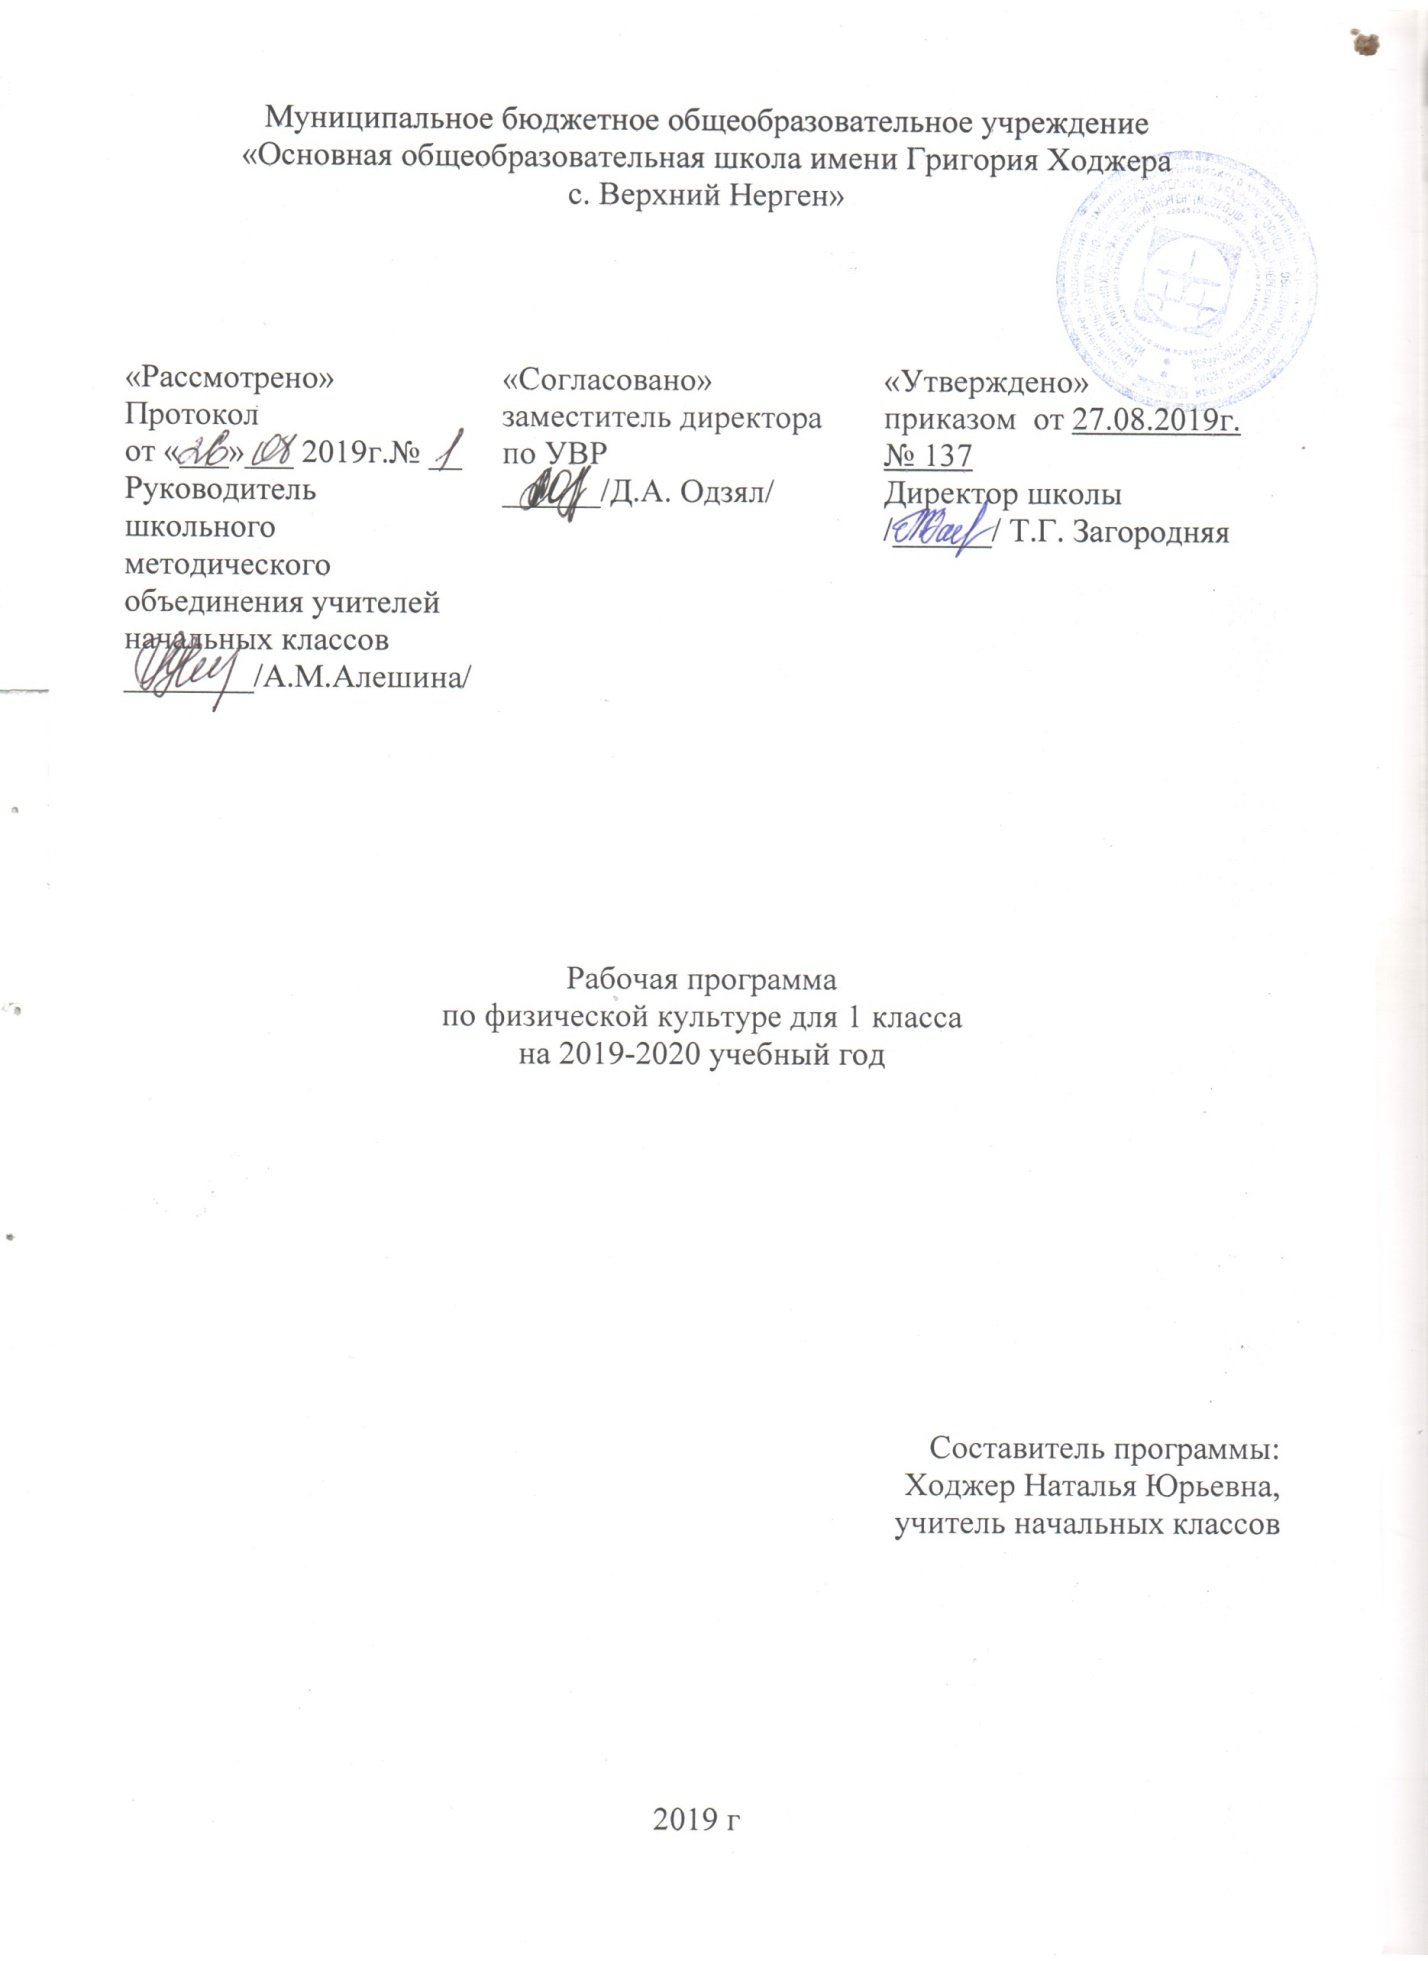 Муниципальное бюджетное общеобразовательное учреждение
«Основная общеобразовательная школа имени Григория Ходжера
с. Верхний Нерген»
«Рассмотрено»
Протокол
от «26» 08 2019г.№ 1
Руководитель
школьного
методического
объединения учителей
начальных классов
/А.М.Алешина/
«Согласовано»
заместитель директора
по УВР
/Д.А. Одзял/
«Утверждено»
приказом от 27.08.2019г.
№ 137
Директор школы
/ / Т.Г. Загородняя
Рабочая программа
по физической культуре для 1 класса
на 2019-2020 учебный год
Составитель программы:
Ходжер Наталья Юрьевна,
учитель начальных классов
2019 г